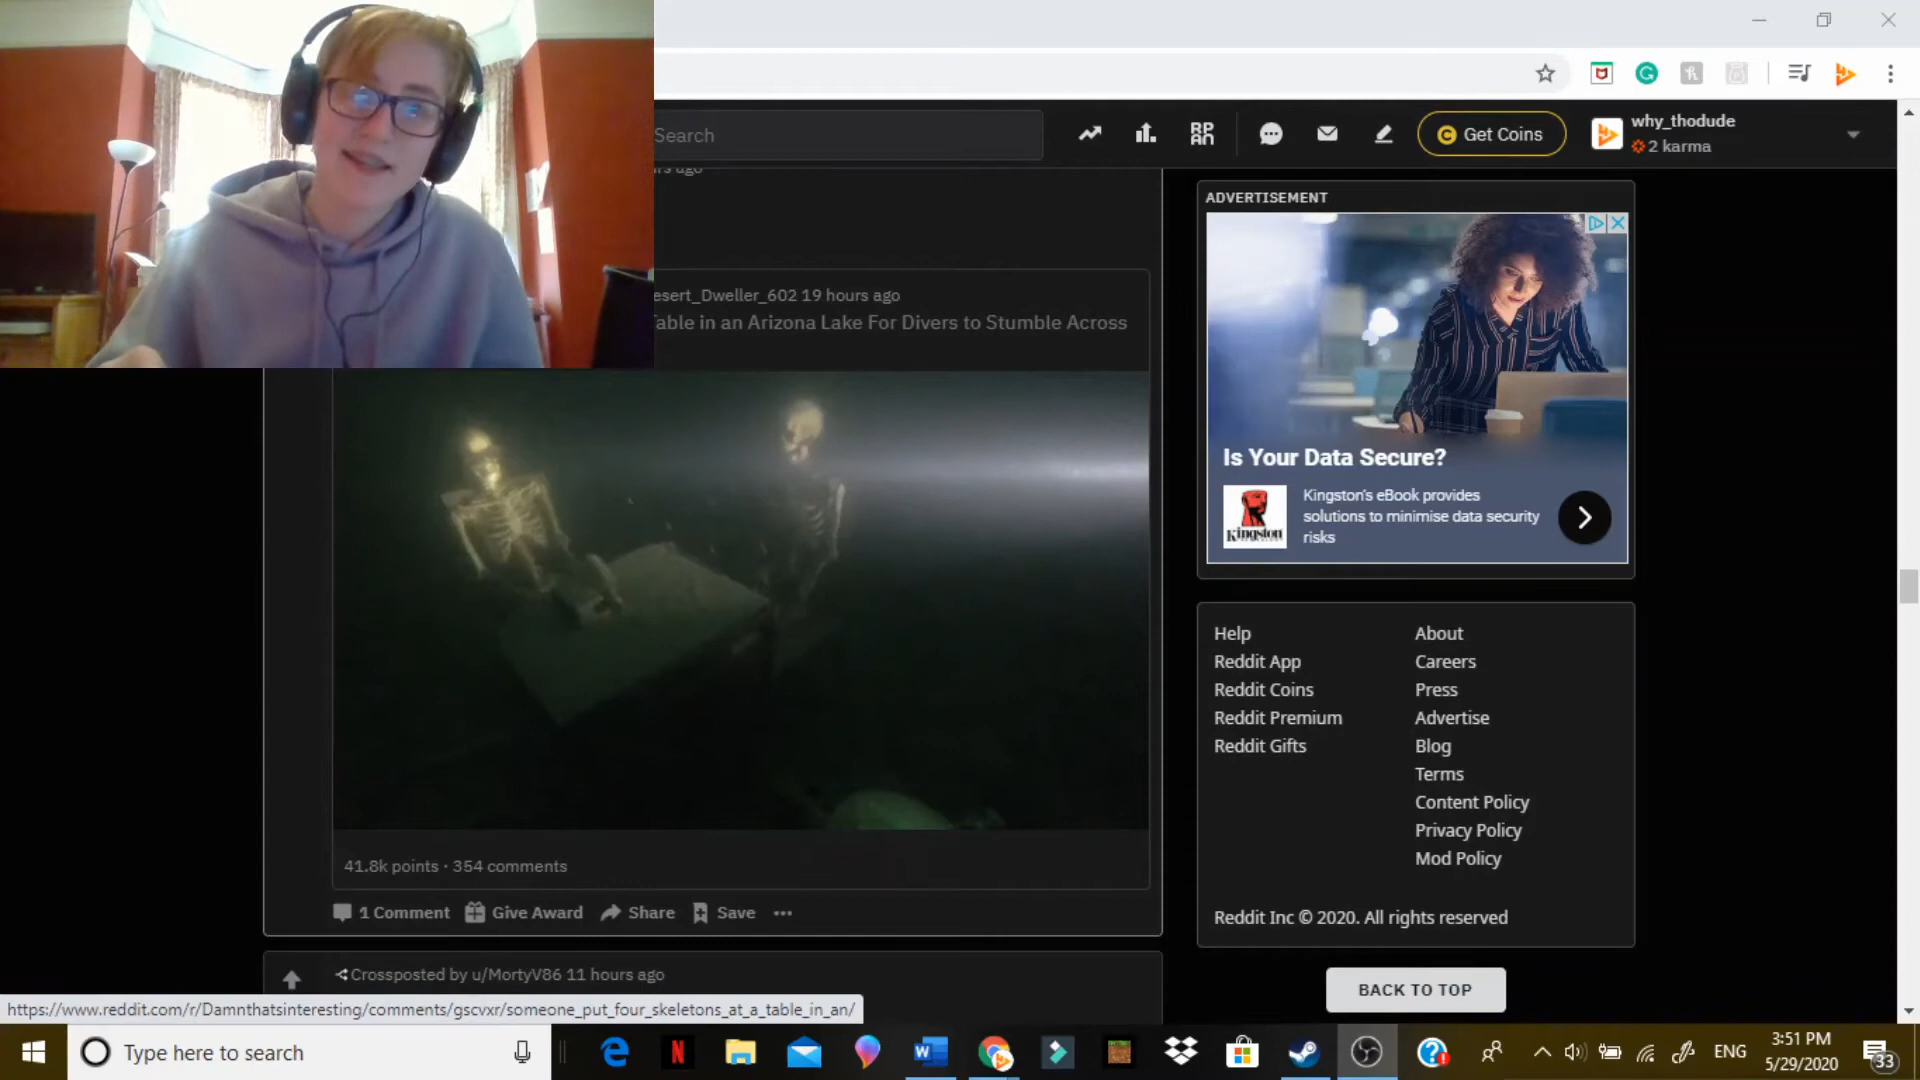 Search
RPAN
Get Coins
why_thodude
2 karma
ADVERTISEMENT
esert_Dweller_602 19 hours ago
Table in an Arizona Lake For Divers to Stumble Across
Is Your Data Secure?
Kingston's eBook provides
solutions to minimise data security
risks
Kingston
41.8k points · 354 comments
1 Comment Give Award Share Save
Crossposted by u/MortyV86 11 hours ago
Help
Reddit App
Reddit Coins
Reddit Premium
Reddit Gifts
About
Careers
Press
Advertise
Blog
Terms
Content Policy
Privacy Policy
Mod Policy
Reddit Inc © 2020. All rights reserved
BACK TO TOP
https://www.reddit.com/r/Damnthatsinteresting/comments/gscvxr/someone_put_four_skeletons_at_a_table_in_an/
Type here to search
ENG
3:51 PM
5/29/2020
33